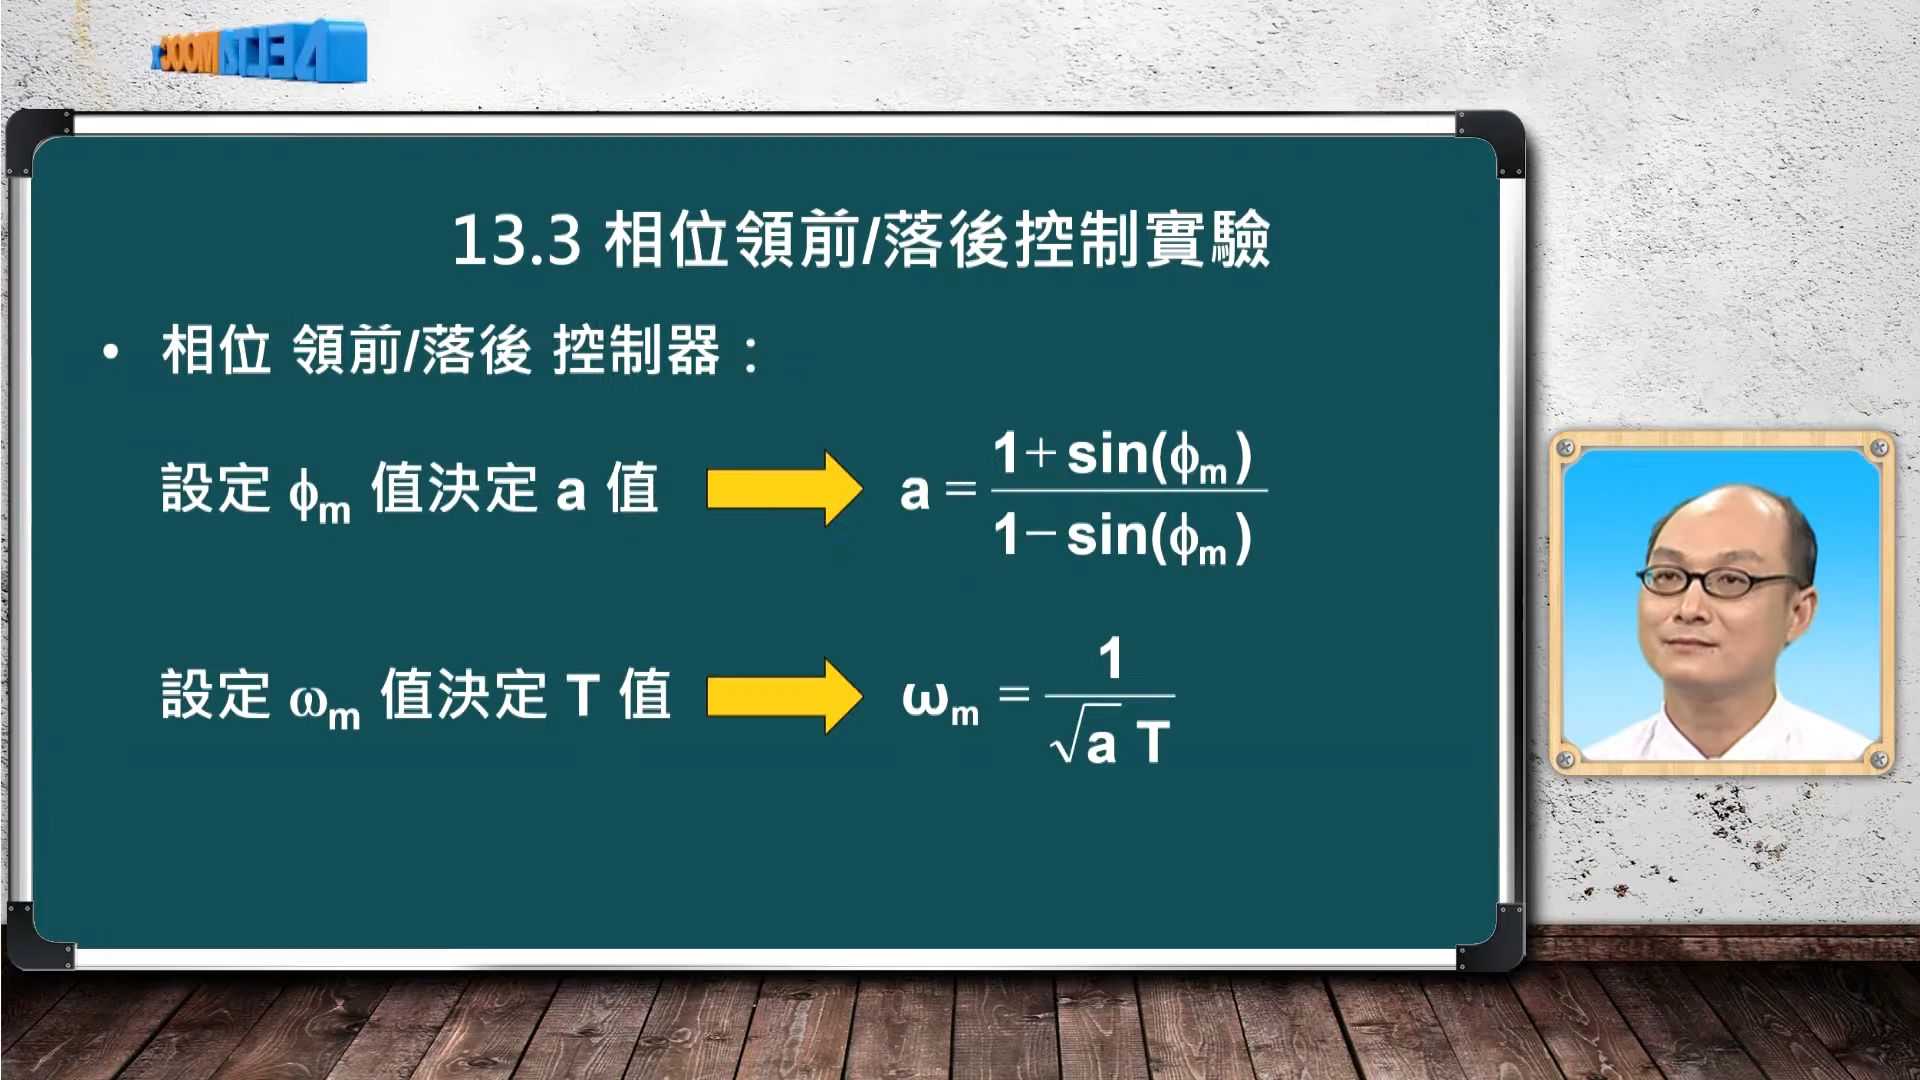 DELTA MOOCx
13.3 相位領前/落後控制實驗
• 相位 領前/落後 控制器：
設定 ϕm 值決定 a 值
a = 1+ sin(ϕm) / 1− sin(ϕm)
設定 ωm 值決定 T 值
ωm = 1 / √a T